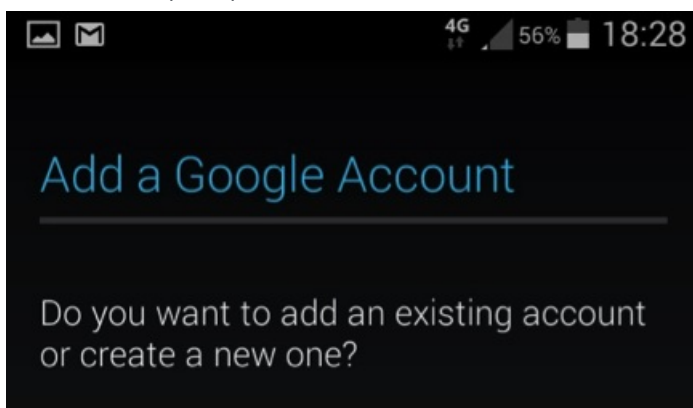 4G 56% 18:28
Add a Google Account
Do you want to add an existing account
or create a new one?